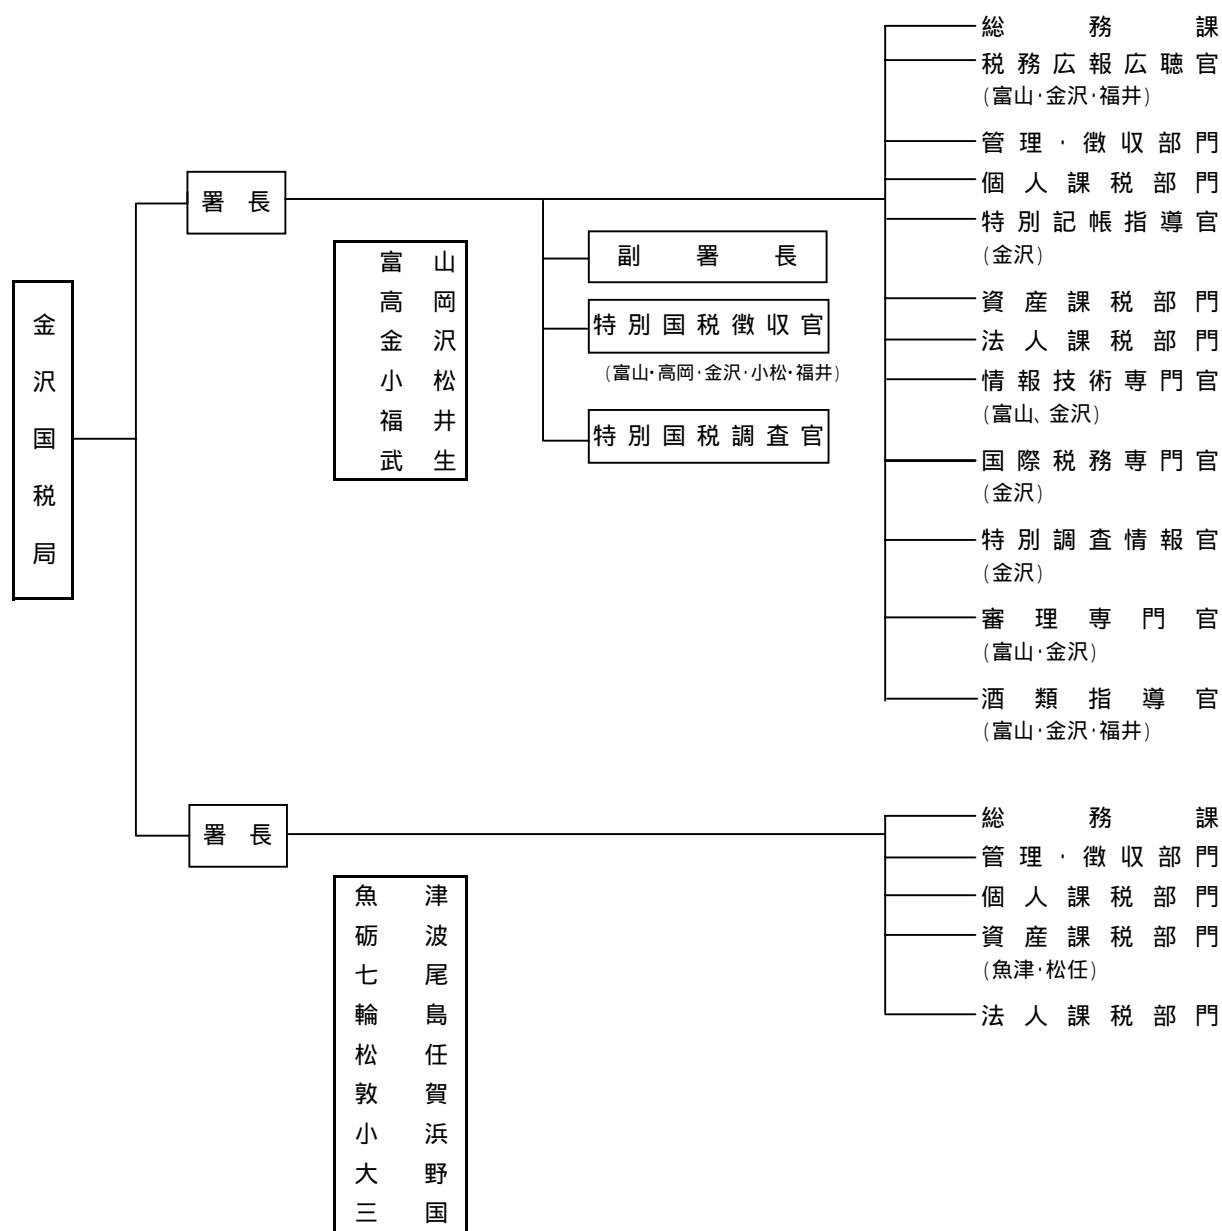 金沢国税局
署長
富山
高岡
金沢
小松
福井
武生
副署長
特別国税徴収官
(富山・高岡・金沢・小松・福井)
特別国税調査官
総務課
税務広報広聴官
(富山・金沢・福井)
管理・徴収部門
個人課税部門
特別記帳指導官
(金沢)
資産課税部門
法人課税部門
情報技術専門官
(富山、金沢)
国際税務専門官
(金沢)
特別調査情報官
(金沢)
審理専門官
(富山・金沢)
酒類指導官
(富山・金沢・福井)
署長
魚津
砺波
七尾
輪島
松任
敦賀
小浜
大野
三国
総務課
管理・徴収部門
個人課税部門
資産課税部門
(魚津・松任)
法人課税部門